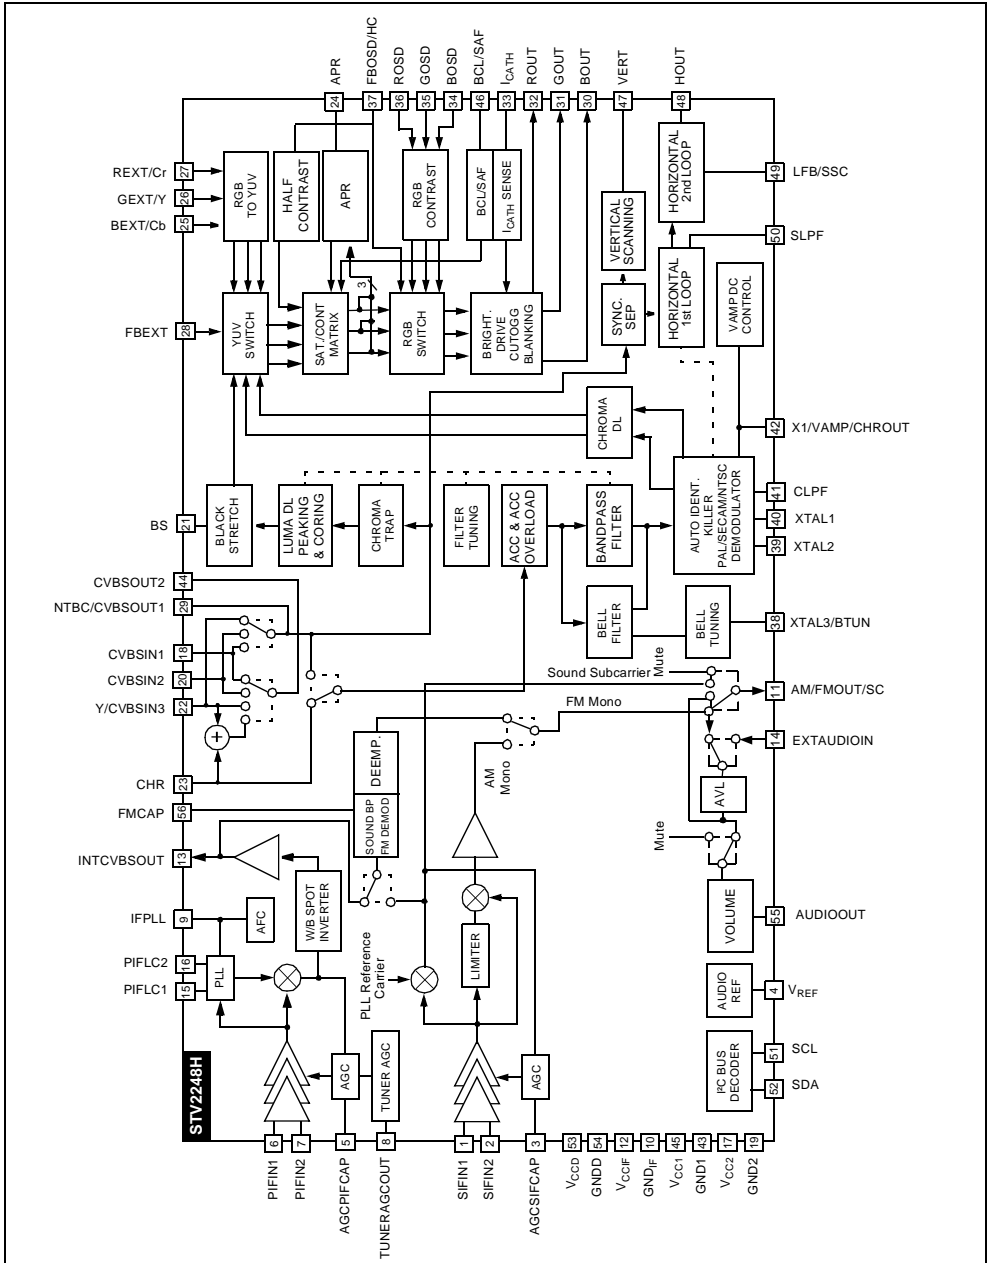 APR
FBOSD/HC
ROSD
GOSD
BOSD
BCL/SAF
ICATH
ROUT
GOUT
BOUT
VERT
HOUT
24
37
36
35
34
46
33
32
31
30
47
48
REXT/Cr
27
GEXT/Y
26
BEXT/Cb
25
RGB
TO YUV
HALF
CONTRAST
APR
RGB
CONTRAST
BCL/SAF
ICATH SENSE
VERTICAL
SCANNING
HORIZONTAL
2nd LOOP
49
LFB/SSC
50
SLPF
FBEXT
28
YUV
SWITCH
SAT./CONT
MATRIX
3
RGB
SWITCH
BRIGHT.
DRIVE
CUTOGG
BLANKING
SYNC.
SEP
HORIZONTAL
1st LOOP
VAMP DC
CONTROL
CHROMA
DL
42
X1/VAMP/CHROUT
BS
21
BLACK
STRETCH
LUMA DL
PEAKING
& CORING
CHROMA
TRAP
FILTER
TUNING
ACC & ACC
OVERLOAD
BANDPASS
FILTER
AUTO IDENT.
KILLER
PAL/SECAM/NTSC
DEMODULATOR
41
CLPF
40
XTAL1
39
XTAL2
CVBSOUT2
44
NTBC/CVBSOUT1
29
BELL
FILTER
BELL
TUNING
38
XTAL3/BTUN
CVBSIN1
18
CVBSIN2
20
Y/CVBSIN3
22
+
Sound Subcarrier
Mute
FM Mono
11
AM/FMOUT/SC
14
EXTAUDIOIN
CHR
23
FMCAP
56
DEEMP.
SOUND BP
FM DEMOD
AM
Mono
AVL
Mute
INTCVBSOUT
13
W/B SPOT
INVERTER
IFPLL
9
AFC
LIMITER
VOLUME
55
AUDIOOUT
PIFLC2
16
PIFLC1
15
PLL
PLL Reference
Carrier
AUDIO
REF
4
VREF
STV2248H
AGC
TUNER AGC
AGC
I²C BUS
DECODER
51
SCL
52
SDA
6
7
5
8
1
2
3
53
54
12
10
45
43
17
19
PIFIN1
PIFIN2
AGCPIFCAP
TUNERAGCOUT
SIFIN1
SIFIN2
AGCSIFCAP
VCCD
GNDD
VCCIF
GNDIF
VCC1
GND1
VCC2
GND2